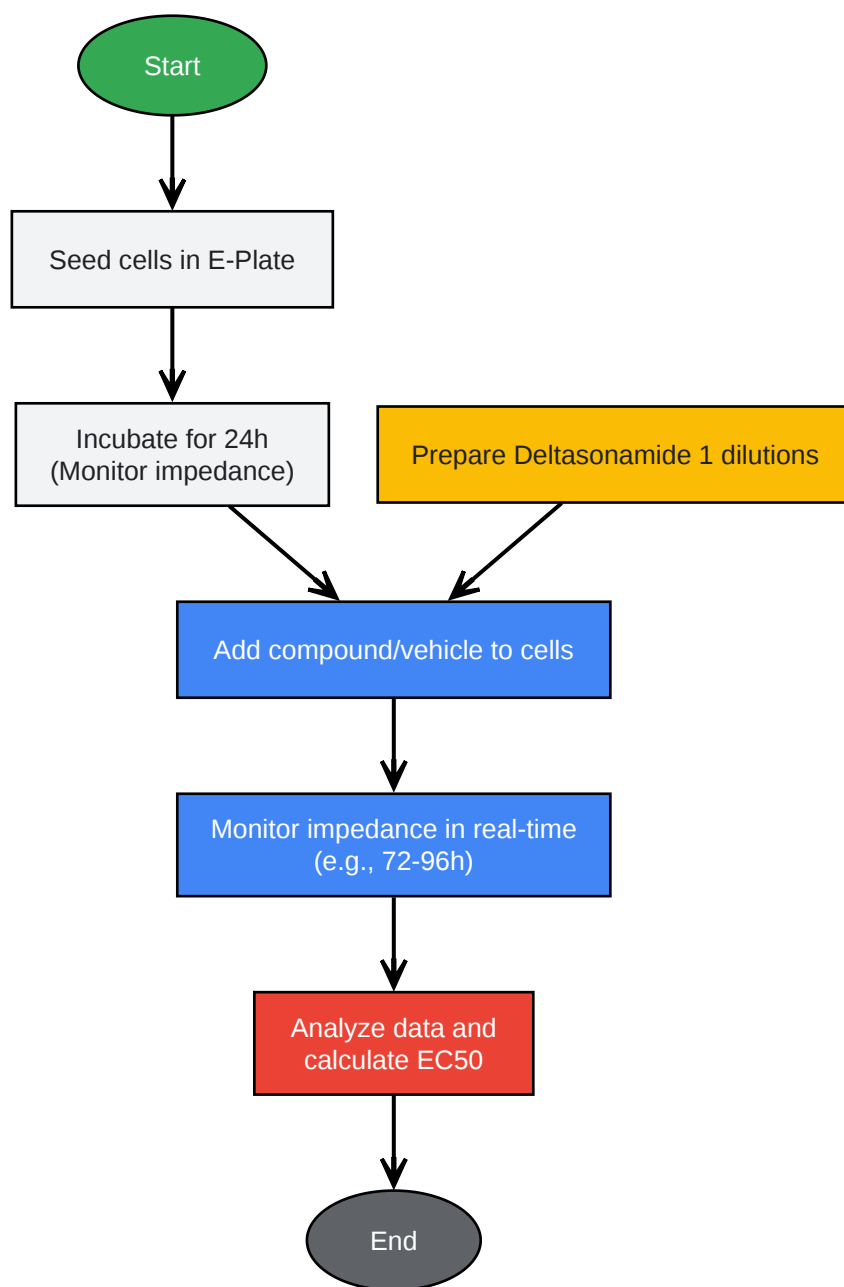 Start
Seed cells in E-Plate
Incubate for 24h
(Monitor impedance)
Prepare Deltasonamide 1 dilutions
Add compound/vehicle to cells
Monitor impedance in real-time
(e.g., 72-96h)
Analyze data and
calculate EC50
End